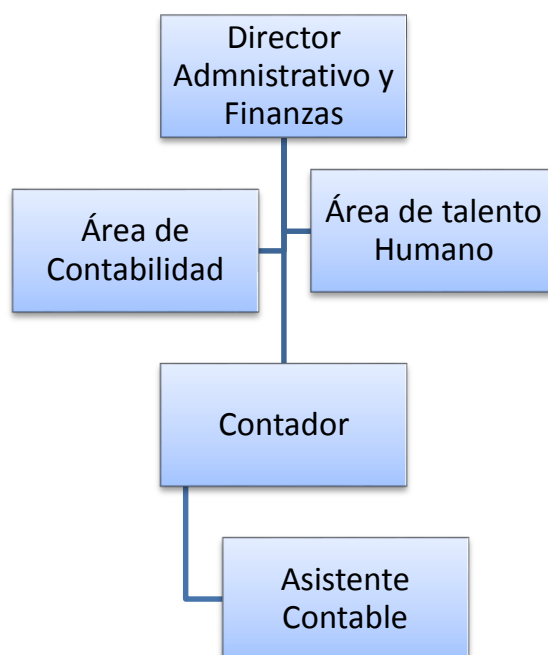 Director
Admnistrativo y
Finanzas
Área de
Contabilidad
Área de talento
Humano
Contador
Asistente
Contable